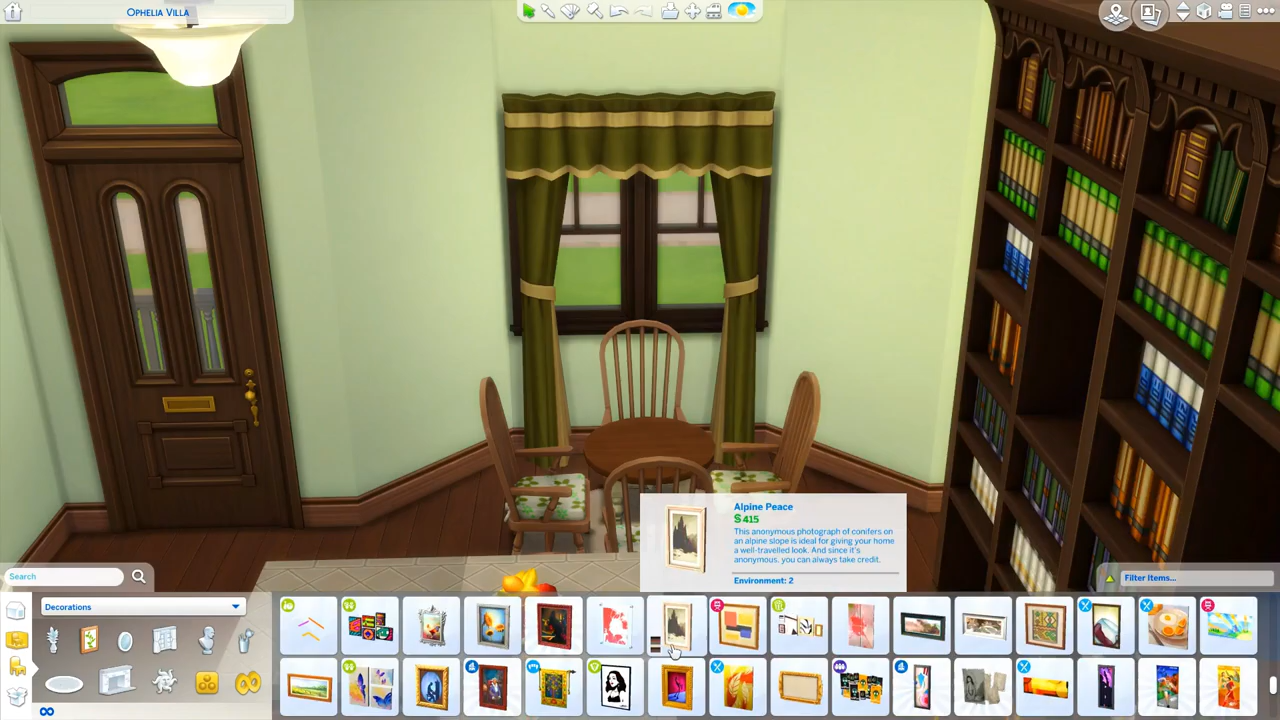 OPHELIA VILLA
Alpine Peace
§415
This anonymous photograph of conifers on
an alpine slope is ideal for giving your home
a well-travelled look. And since it's
anonymous, you can always take credit.
Environment: 2
Search
Filter Items...
Decorations